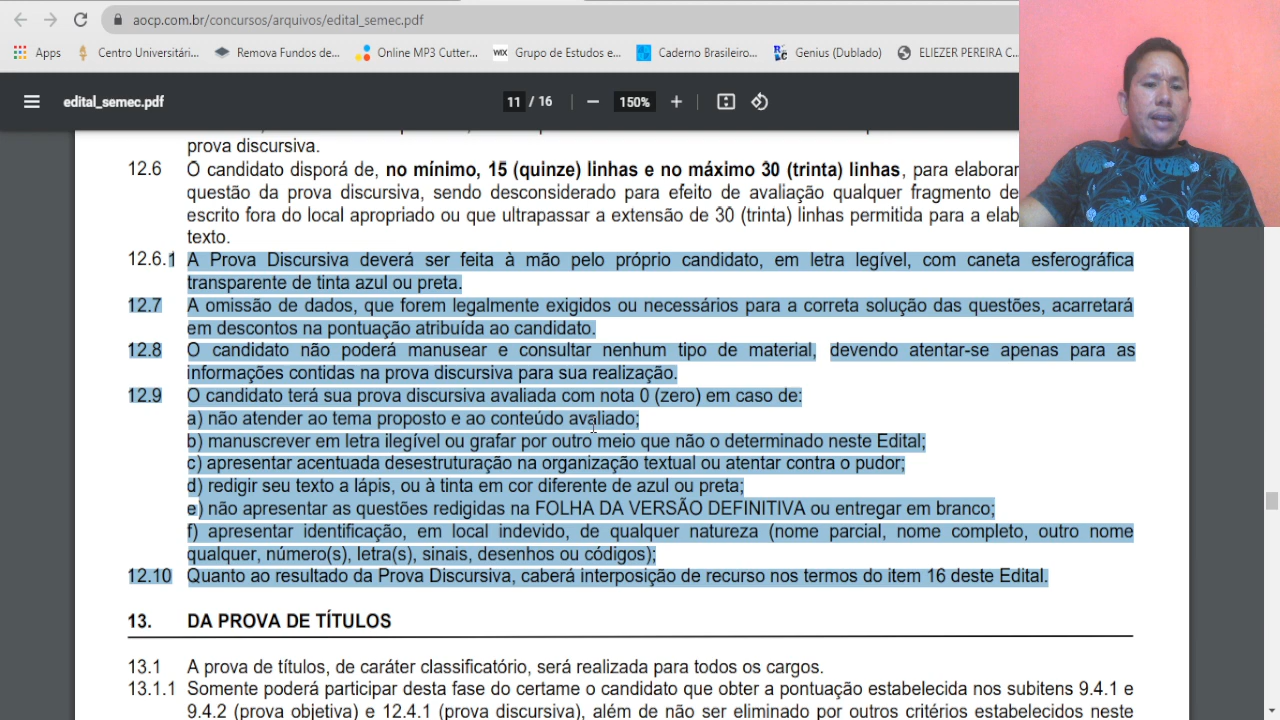 aocp.com.br/concursos/arquivos/edital_semec.pdf
Apps Centro Universitári... Remova Fundos de... Online MP3 Cutter... WIX Grupo de Estudos e... Caderno Brasileiro... Genius (Dublado) ELIEZER PEREIRA C...
edital_semec.pdf 11 / 16 150%
prova discursiva.
12.6 O candidato disporá de, no mínimo, 15 (quinze) linhas e no máximo 30 (trinta) linhas, para elaborar
questão da prova discursiva, sendo desconsiderado para efeito de avaliação qualquer fragmento de
escrito fora do local apropriado ou que ultrapassar a extensão de 30 (trinta) linhas permitida para a elab
texto.
12.6.1 A Prova Discursiva deverá ser feita à mão pelo próprio candidato, em letra legível, com caneta esferográfica
transparente de tinta azul ou preta.
12.7 A omissão de dados, que forem legalmente exigidos ou necessários para a correta solução das questões, acarretará
em descontos na pontuação atribuída ao candidato.
12.8 O candidato não poderá manusear e consultar nenhum tipo de material, devendo atentar-se apenas para as
informações contidas na prova discursiva para sua realização.
12.9 O candidato terá sua prova discursiva avaliada com nota 0 (zero) em caso de:
a) não atender ao tema proposto e ao conteúdo avaliado;
b) manuscrever em letra ilegível ou grafar por outro meio que não o determinado neste Edital;
c) apresentar acentuada desestruturação na organização textual ou atentar contra o pudor;
d) redigir seu texto a lápis, ou à tinta em cor diferente de azul ou preta;
e) não apresentar as questões redigidas na FOLHA DA VERSÃO DEFINITIVA ou entregar em branco;
f) apresentar identificação, em local indevido, de qualquer natureza (nome parcial, nome completo, outro nome
qualquer, número(s), letra(s), sinais, desenhos ou códigos);
12.10 Quanto ao resultado da Prova Discursiva, caberá interposição de recurso nos termos do item 16 deste Edital.
13. DA PROVA DE TÍTULOS
13.1 A prova de títulos, de caráter classificatório, será realizada para todos os cargos.
13.1.1 Somente poderá participar desta fase do certame o candidato que obter a pontuação estabelecida nos subitens 9.4.1 e
9.4.2 (prova objetiva) e 12.4.1 (prova discursiva), além de não ser eliminado por outros critérios estabelecidos neste